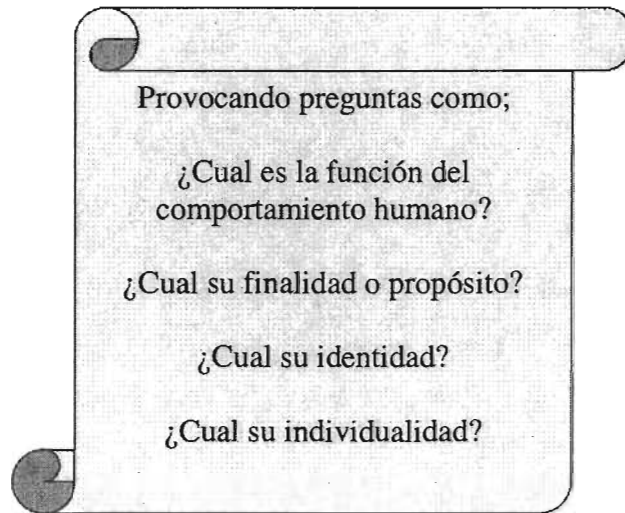 Provocando preguntas como;
¿Cual es la función del
comportamiento humano?
¿Cual su finalidad o propósito?
¿Cual su identidad?
¿Cual su individualidad?